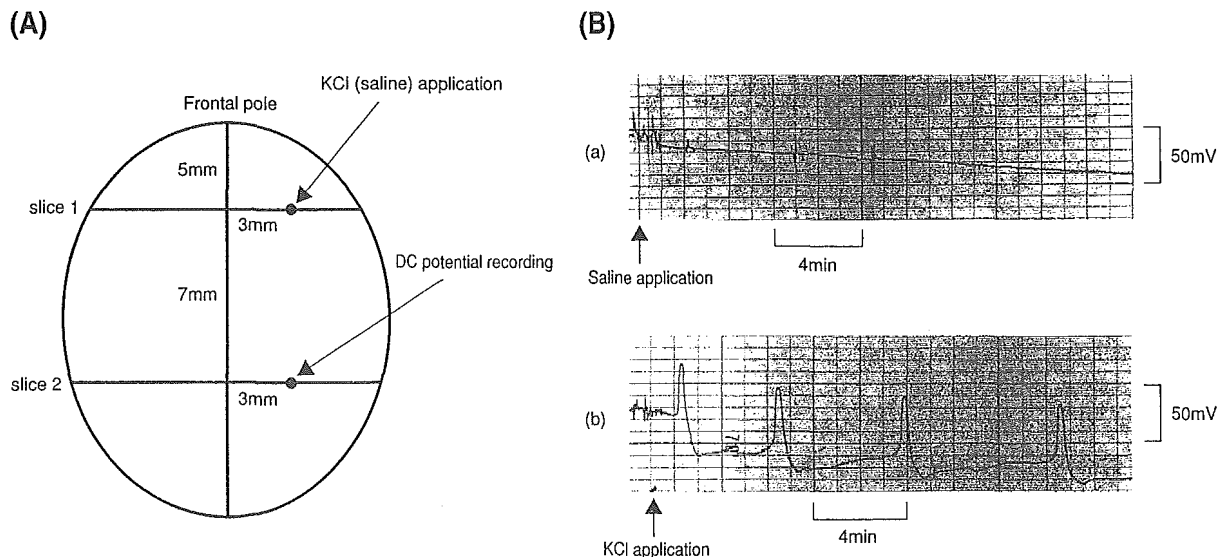 (A)
KCl (saline) application
Frontal pole
5mm
slice 1
3mm
DC potential recording
7mm
slice 2
3mm
(B)
(a)
50mV
4min
Saline application
(b)
50mV
4min
KCl application